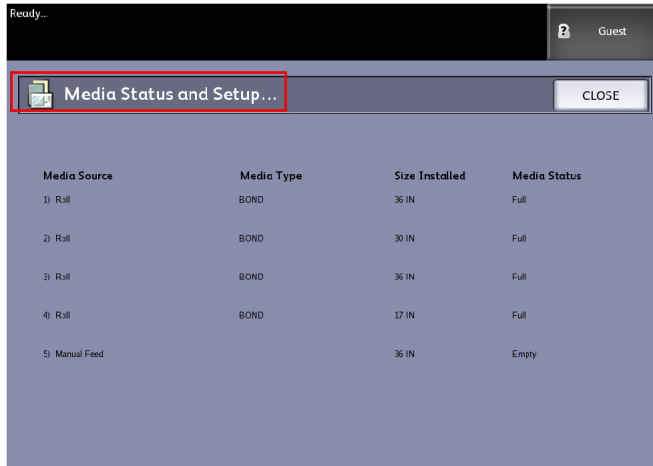 Ready...
Guest
Media Status and Setup...
CLOSE
Media Source Media Type Size Installed Media Status
1) Roll BOND 36 IN Full
2) Roll BOND 30 IN Full
3) Roll BOND 36 IN Full
4) Roll BOND 17 IN Full
5) Manual Feed 36 IN Empty